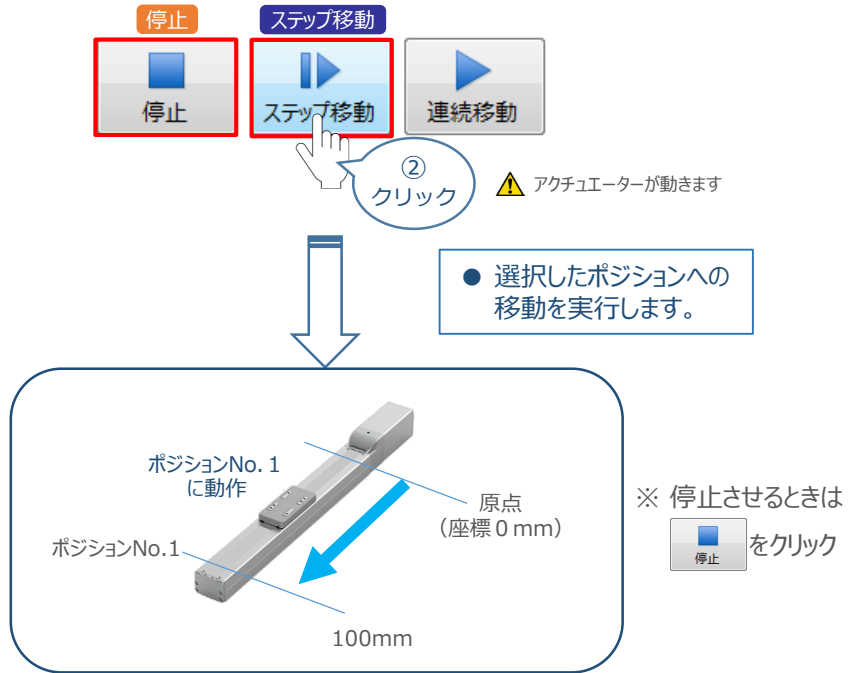 停止
ステップ移動
停止
ステップ移動
連続移動
②
クリック
アクチュエーターが動きます
● 選択したポジションへの
移動を実行します。
ポジションNo. 1
に動作
原点
（座標０mm）
ポジションNo.1
100mm
※ 停止させるときは
停止
をクリック